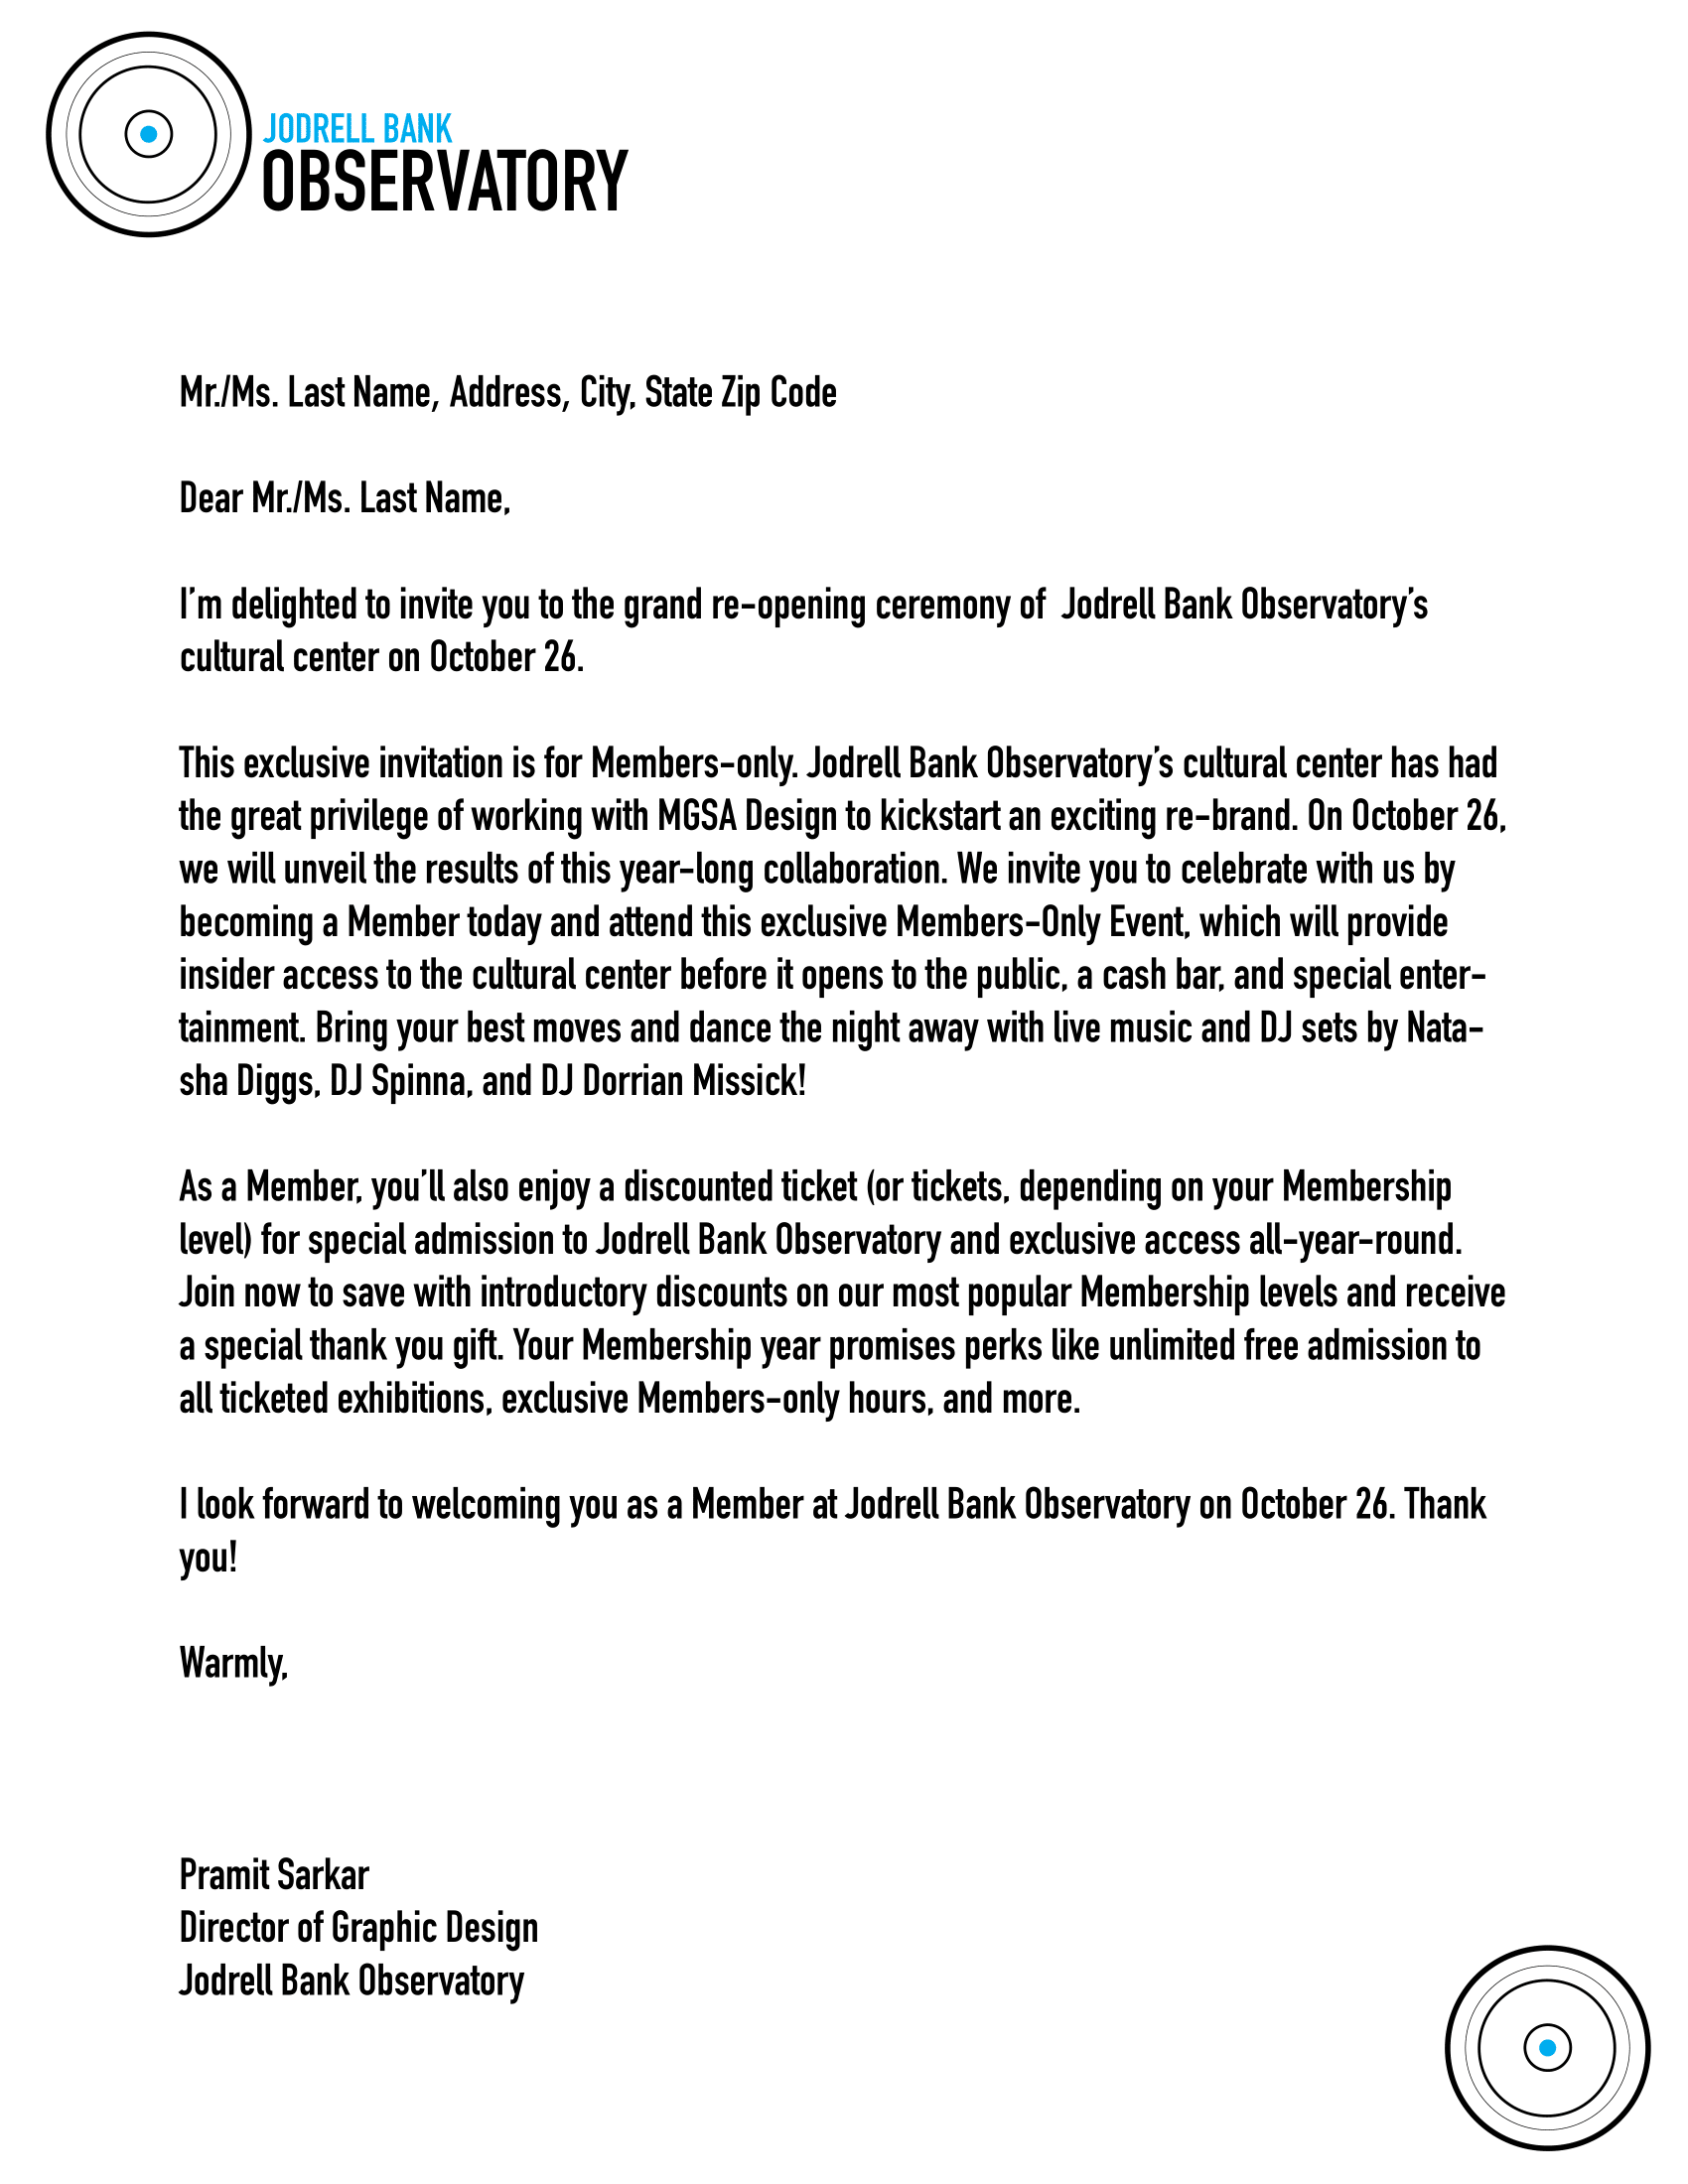 JODRELL BANK
OBSERVATORY
Mr./Ms. Last Name, Address, City, State Zip Code
Dear Mr./Ms. Last Name,
I’m delighted to invite you to the grand re-opening ceremony of  Jodrell Bank Observatory’s
cultural center on October 26.
This exclusive invitation is for Members-only. Jodrell Bank Observatory’s cultural center has had
the great privilege of working with MGSA Design to kickstart an exciting re-brand. On October 26,
we will unveil the results of this year-long collaboration. We invite you to celebrate with us by
becoming a Member today and attend this exclusive Members-Only Event, which will provide
insider access to the cultural center before it opens to the public, a cash bar, and special enter-
tainment. Bring your best moves and dance the night away with live music and DJ sets by Nata-
sha Diggs, DJ Spinna, and DJ Dorrian Missick!
As a Member, you’ll also enjoy a discounted ticket (or tickets, depending on your Membership
level) for special admission to Jodrell Bank Observatory and exclusive access all-year-round.
Join now to save with introductory discounts on our most popular Membership levels and receive
a special thank you gift. Your Membership year promises perks like unlimited free admission to
all ticketed exhibitions, exclusive Members-only hours, and more.
I look forward to welcoming you as a Member at Jodrell Bank Observatory on October 26. Thank
you!
Warmly,
Pramit Sarkar
Director of Graphic Design
Jodrell Bank Observatory